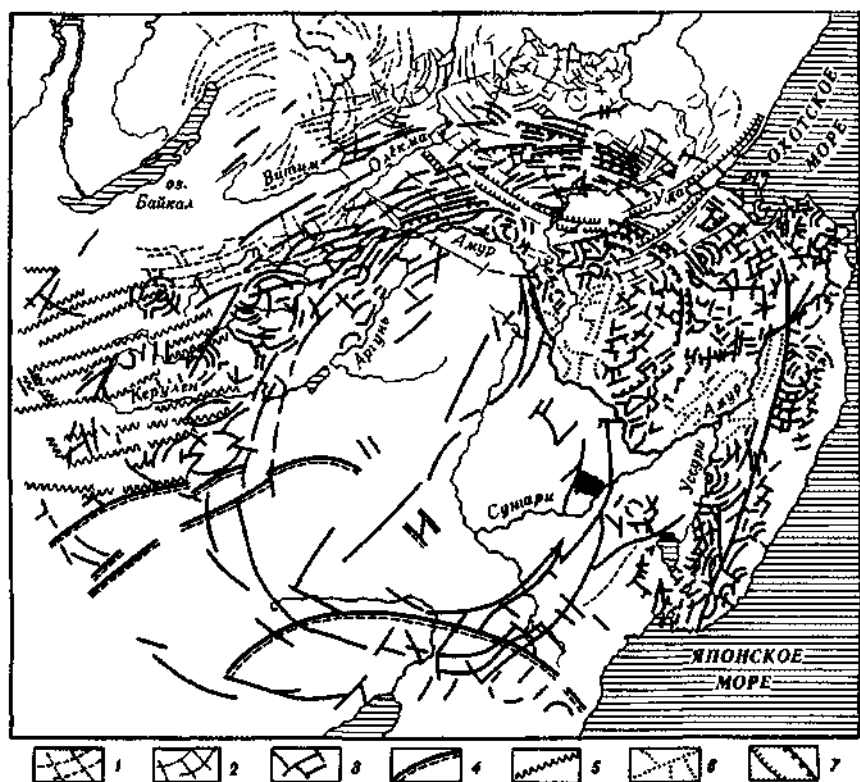 ОХОТСКОЕ
МОРЕ
Витим
Олёкма
Уда
оз.
Байкал
Амур
Аргунь
Керулен
Амур
Уссури
Сунгари
ЯПОНСКОЕ
МОРЕ
1 2 3 4 5 6 7